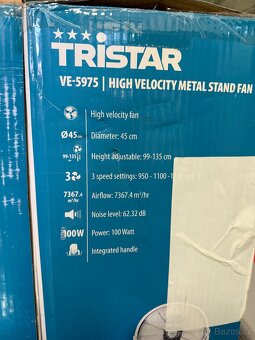 TRISTAR
VE-5975 | HIGH VELOCITY METAL STAND FAN
High velocity fan
Ø45cm Diameter: 45 cm
99-135 cm Height adjustable: 99-135 cm
3 3 speed settings: 950 - 1100 -
7367.4 m³/hr Airflow: 7367.4 m³/hr
Noise level: 62.32 dB
100W Power: 100 Watt
Integrated handle